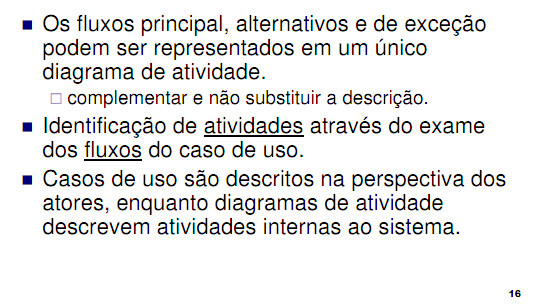 Os fluxos principal, alternativos e de exceção
podem ser representados em um único
diagrama de atividade.
complementar e não substituir a descrição.
Identificação de atividades através do exame
dos fluxos do caso de uso.
Casos de uso são descritos na perspectiva dos
atores, enquanto diagramas de atividade
descrevem atividades internas ao sistema.
16